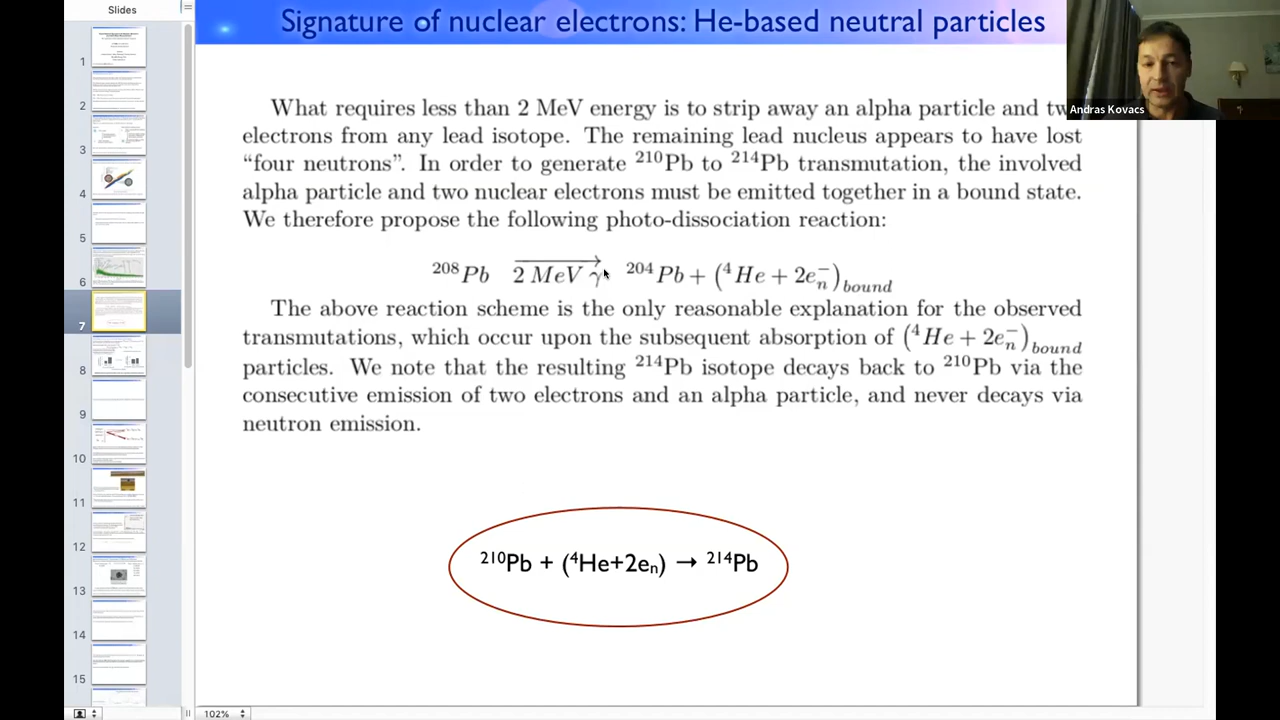 Slides
Signature of nuclear electrons: He-based neutral particles
Andras Kovacs
What requires less than 2 MeV energy is to strip away an alpha particle and tw
electrons from any lead isotope. The remaining lead nucleus appears to have lost
“four neutrons”. In order to generate ²¹⁰Pb to ²¹⁴Pb transmutation, the involved
alpha particle and two nuclear electrons must be emitted together in a bound state.
We therefore propose the following photo-dissociation reaction:
²⁰⁸Pb 2 MeV γ → ²⁰⁴Pb + (⁴He + 2eₙ⁻)bound
The above reaction scheme is the only reasonable explanation for the observed
transmutations, which occur upon the subsequent absorption of (⁴He + 2eₙ⁻)bound
particles. We note that the resulting ²¹⁴Pb isotope decays back to ²¹⁰Pb via the
consecutive emission of two electrons and an alpha particle, and never decays via
neutron emission.
²¹⁰Pb + (⁴He+2eₙ) → ²¹⁴Pb
1
2
3
4
5
6
7
8
9
10
11
12
13
14
15
102%